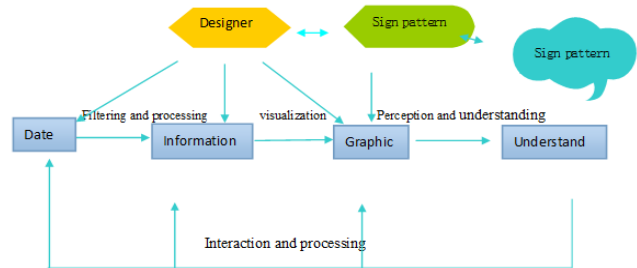 Designer
Sign pattern
Sign pattern
Filtering and processing
visualization
Perception and understanding
Date
Information
Graphic
Understand
Interaction and processing